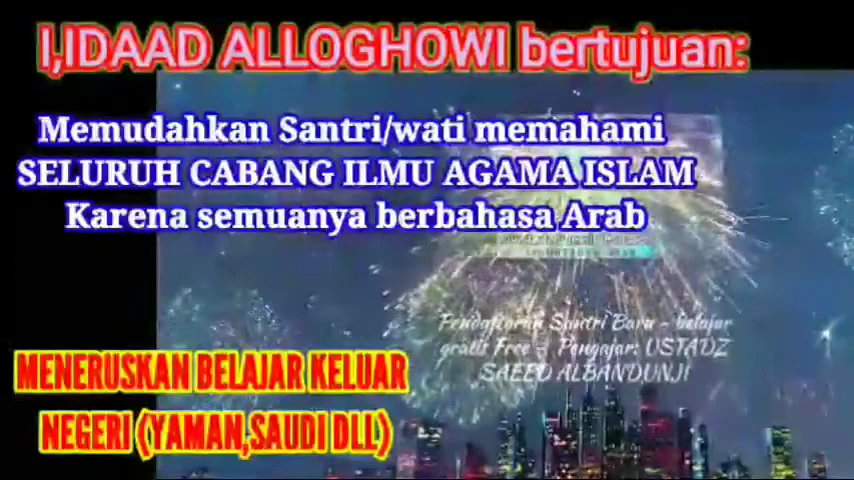 I,IDAAD ALLOGHOWI bertujuan:
Memudahkan Santri/wati memahami
SELURUH CABANG ILMU AGAMA ISLAM
Karena semuanya berbahasa Arab
Pendaftaran Santri Baru - belajar
gratis Free - Pengajar: USTADZ
SAEED ALBANDUNJI
MENERUSKAN BELAJAR KELUAR
NEGERI (YAMAN,SAUDI DLL)